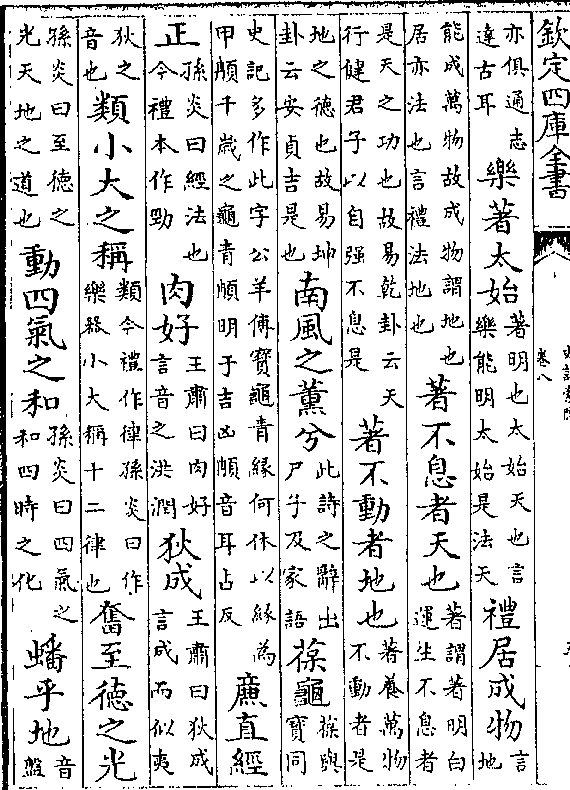 欽定四庫全書
史記索隱
卷八
亦俱通志
達古耳
樂著太始
著明也太始天也言
樂能明太始是法天
禮居成物
言
地
能成萬物故成物謂地也
居亦法也言禮法地也
著不息者天也
著謂著明白
運生不息者
是天之功也故易乾卦云天
行健君子以自强不息是
著不動者地也
著養萬物
不動者是
地之德也故易坤
卦云安貞吉是也
南風之薰兮
此詩之辭出
尸子及家語
葆龜
葆與
寶同
史記多作此字公羊傳寶龜青緣何休以緣為
甲䫇千歲之龜青䫇明于吉凶䫇音耳占反
廉直經
正
孫炎曰經法也
今禮本作勁
肉好
王肅曰肉好
言音之洪潤
狄成
王肅曰狄成
言成而似夷
狄之
音也
類小大之稱
類今禮作律孫炎曰作
樂器小大稱十二律也
奮至德之光
孫炎曰至德之
光天地之道也
動四氣之和
孫炎曰四氣之
和四時之化
蟠乎地
音
盤